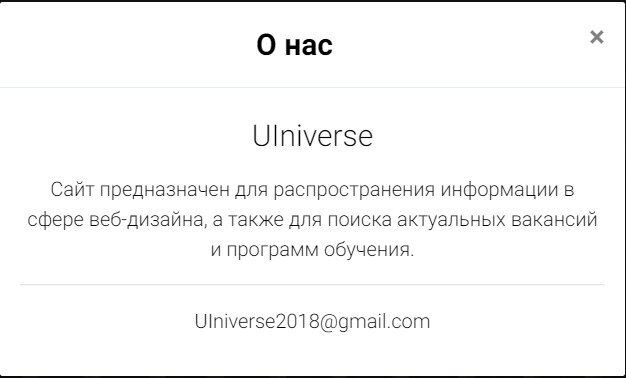 О нас
×
UIniverse
Сайт предназначен для распространения информации в
сфере веб-дизайна, а также для поиска актуальных вакансий
и программ обучения.
UIniverse2018@gmail.com